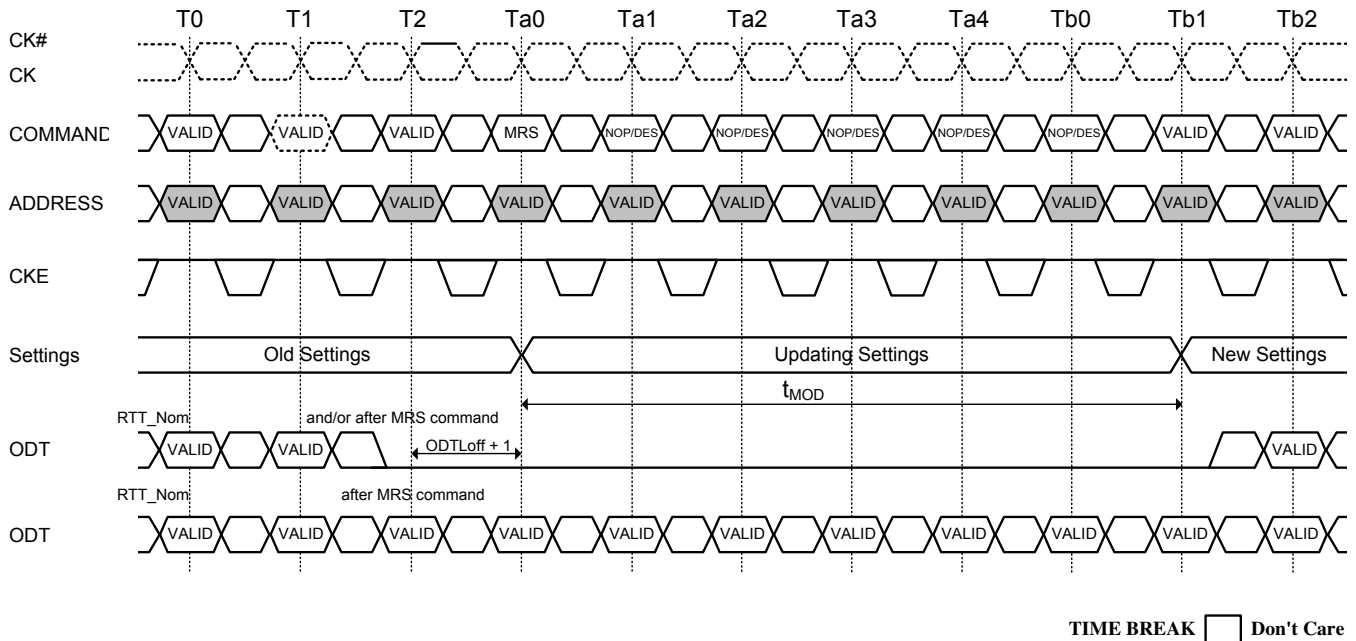 T0 T1 T2 Ta0 Ta1 Ta2 Ta3 Ta4 Tb0 Tb1 Tb2
CK#
CK
COMMAND VALID VALID VALID MRS NOP/DES NOP/DES NOP/DES NOP/DES NOP/DES VALID VALID
ADDRESS VALID VALID VALID VALID VALID VALID VALID VALID VALID VALID VALID
CKE
Settings Old Settings Updating Settings New Settings
tMOD
RTT_Nom and/or after MRS command
ODT VALID VALID ODTLoff + 1 VALID
RTT_Nom after MRS command
ODT VALID VALID VALID VALID VALID VALID VALID VALID VALID VALID VALID
TIME BREAK Don't Care